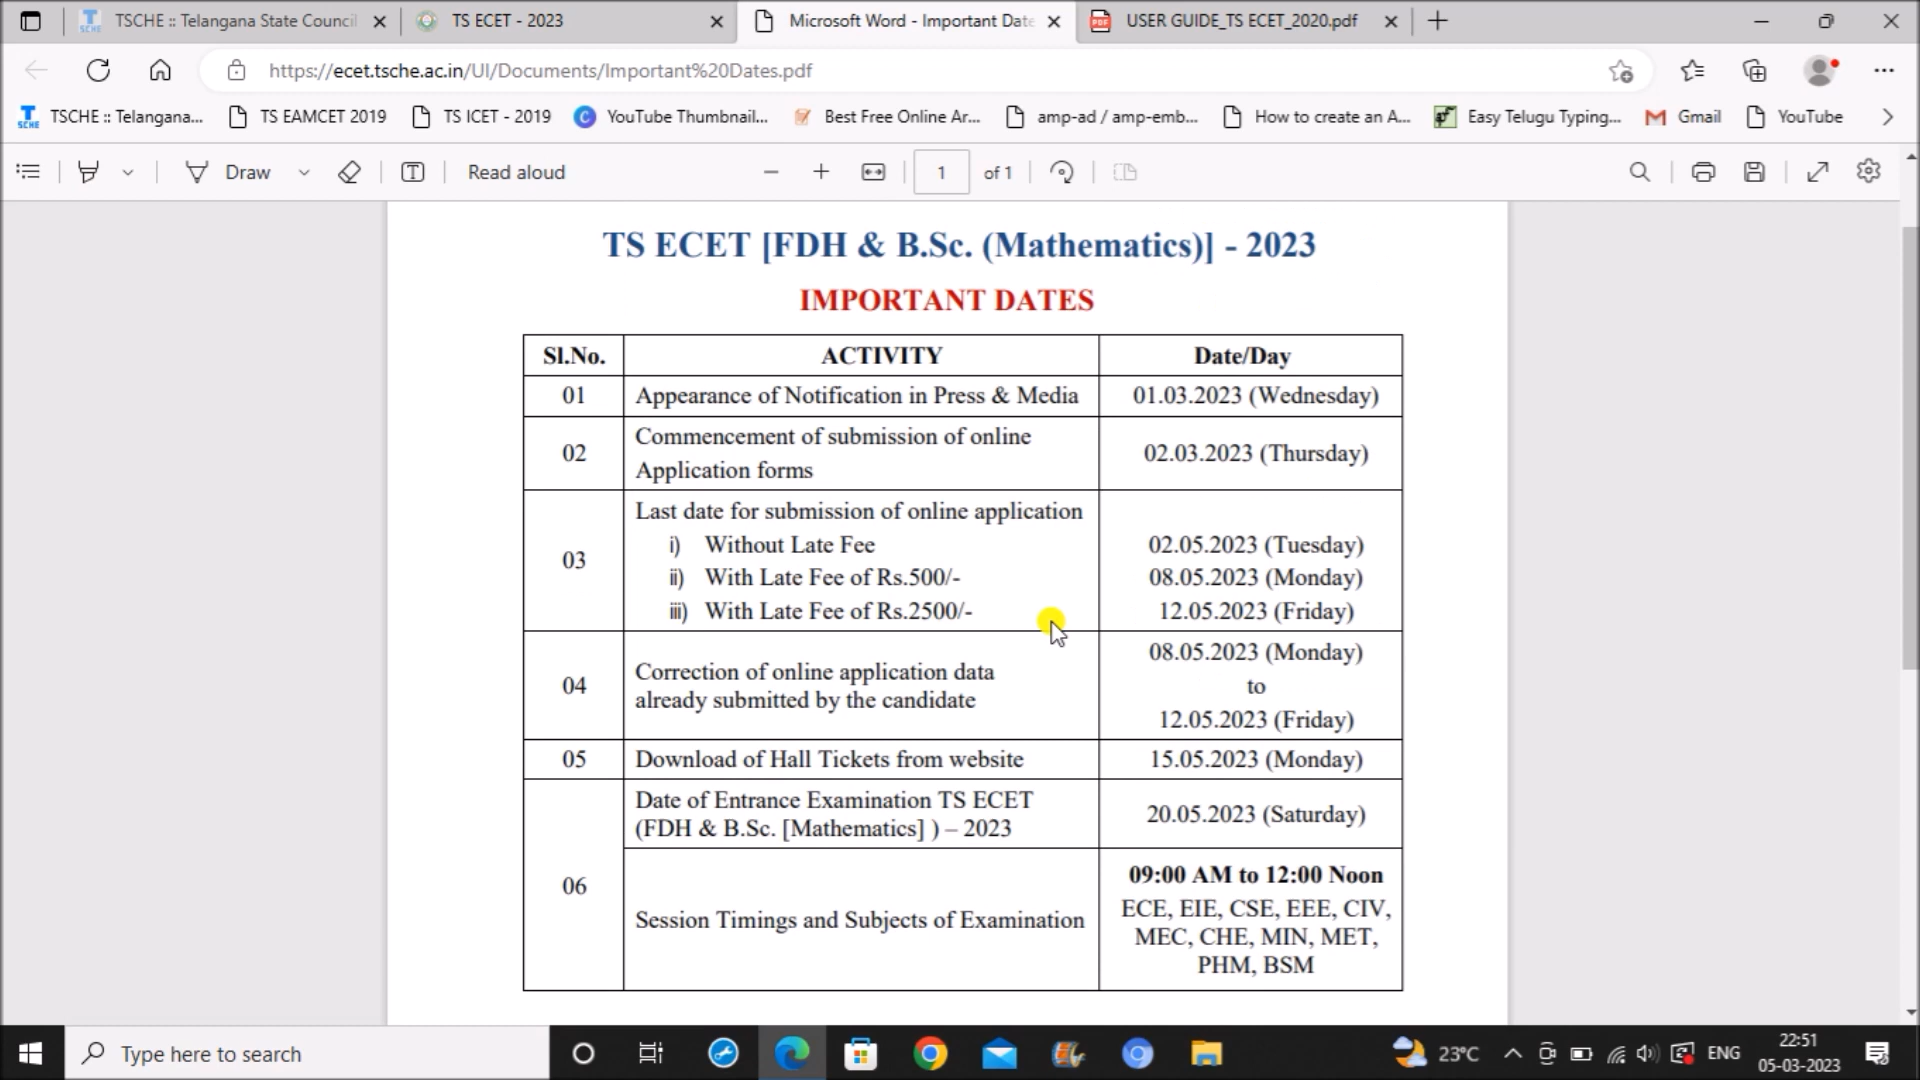 TSCHE :: Telangana State Council
TS ECET - 2023
Microsoft Word - Important Date
USER GUIDE_TS ECET_2020.pdf
https://ecet.tsche.ac.in/UI/Documents/Important%20Dates.pdf
TSCHE :: Telangana...
TS EAMCET 2019
TS ICET - 2019
YouTube Thumbnail...
Best Free Online Ar...
amp-ad / amp-emb...
How to create an A...
Easy Telugu Typing...
Gmail
YouTube
Draw
Read aloud
1
of 1
TS ECET [FDH & B.Sc. (Mathematics)] - 2023
IMPORTANT DATES
Sl.No. ACTIVITY Date/Day
01 Appearance of Notification in Press & Media 01.03.2023 (Wednesday)
02 Commencement of submission of online
Application forms
02.03.2023 (Thursday)
03 Last date for submission of online application
i) Without Late Fee 02.05.2023 (Tuesday)
ii) With Late Fee of Rs.500/- 08.05.2023 (Monday)
iii) With Late Fee of Rs.2500/- 12.05.2023 (Friday)
04 Correction of online application data
already submitted by the candidate
08.05.2023 (Monday)
to
12.05.2023 (Friday)
05 Download of Hall Tickets from website 15.05.2023 (Monday)
06 Date of Entrance Examination TS ECET
(FDH & B.Sc. [Mathematics] ) – 2023
20.05.2023 (Saturday)
Session Timings and Subjects of Examination
09:00 AM to 12:00 Noon
ECE, EIE, CSE, EEE, CIV,
MEC, CHE, MIN, MET,
PHM, BSM
Type here to search
23°C
ENG
22:51
05-03-2023